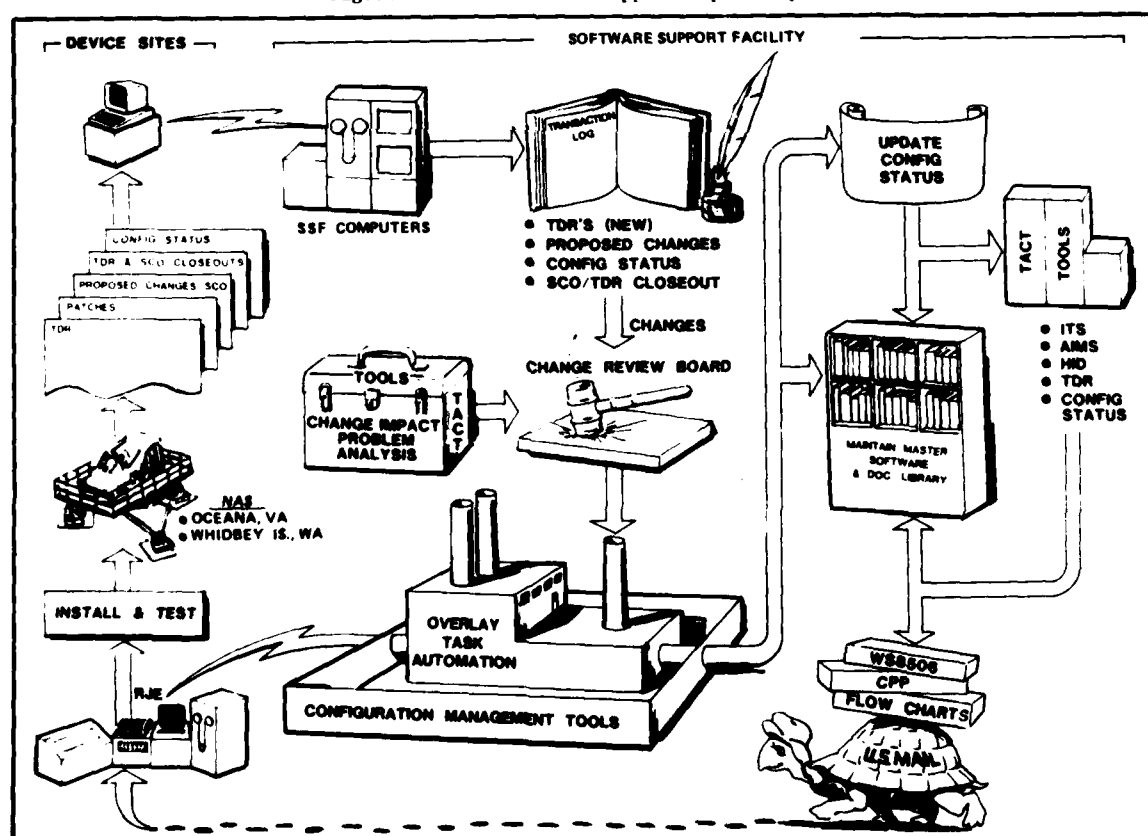 DEVICE SITES
SOFTWARE SUPPORT FACILITY
SSF COMPUTERS
TRANSACTION
LOG
● TDR'S (NEW)
● PROPOSED CHANGES
● CONFIG STATUS
● SCO/TDR CLOSEOUT
UPDATE
CONFIG
STATUS
TACT
TOOLS
● ITS
● AIMS
● HID
● TDR
● CONFIG
STATUS
CONFIG STATUS
TDR & SCO CLOSEOUTS
PROPOSED CHANGES SCO
PATCHES
TDR
CHANGES
CHANGE REVIEW BOARD
TOOLS
CHANGE IMPACT
PROBLEM
ANALYSIS
TACT
MAINTAIN MASTER
SOFTWARE
& DOC LIBRARY
NAS
● OCEANA, VA
● WHIDBEY IS., WA
INSTALL & TEST
OVERLAY
TASK
AUTOMATION
CONFIGURATION MANAGEMENT TOOLS
RJE
WS8506
CPP
FLOW CHARTS
U.S. MAIL